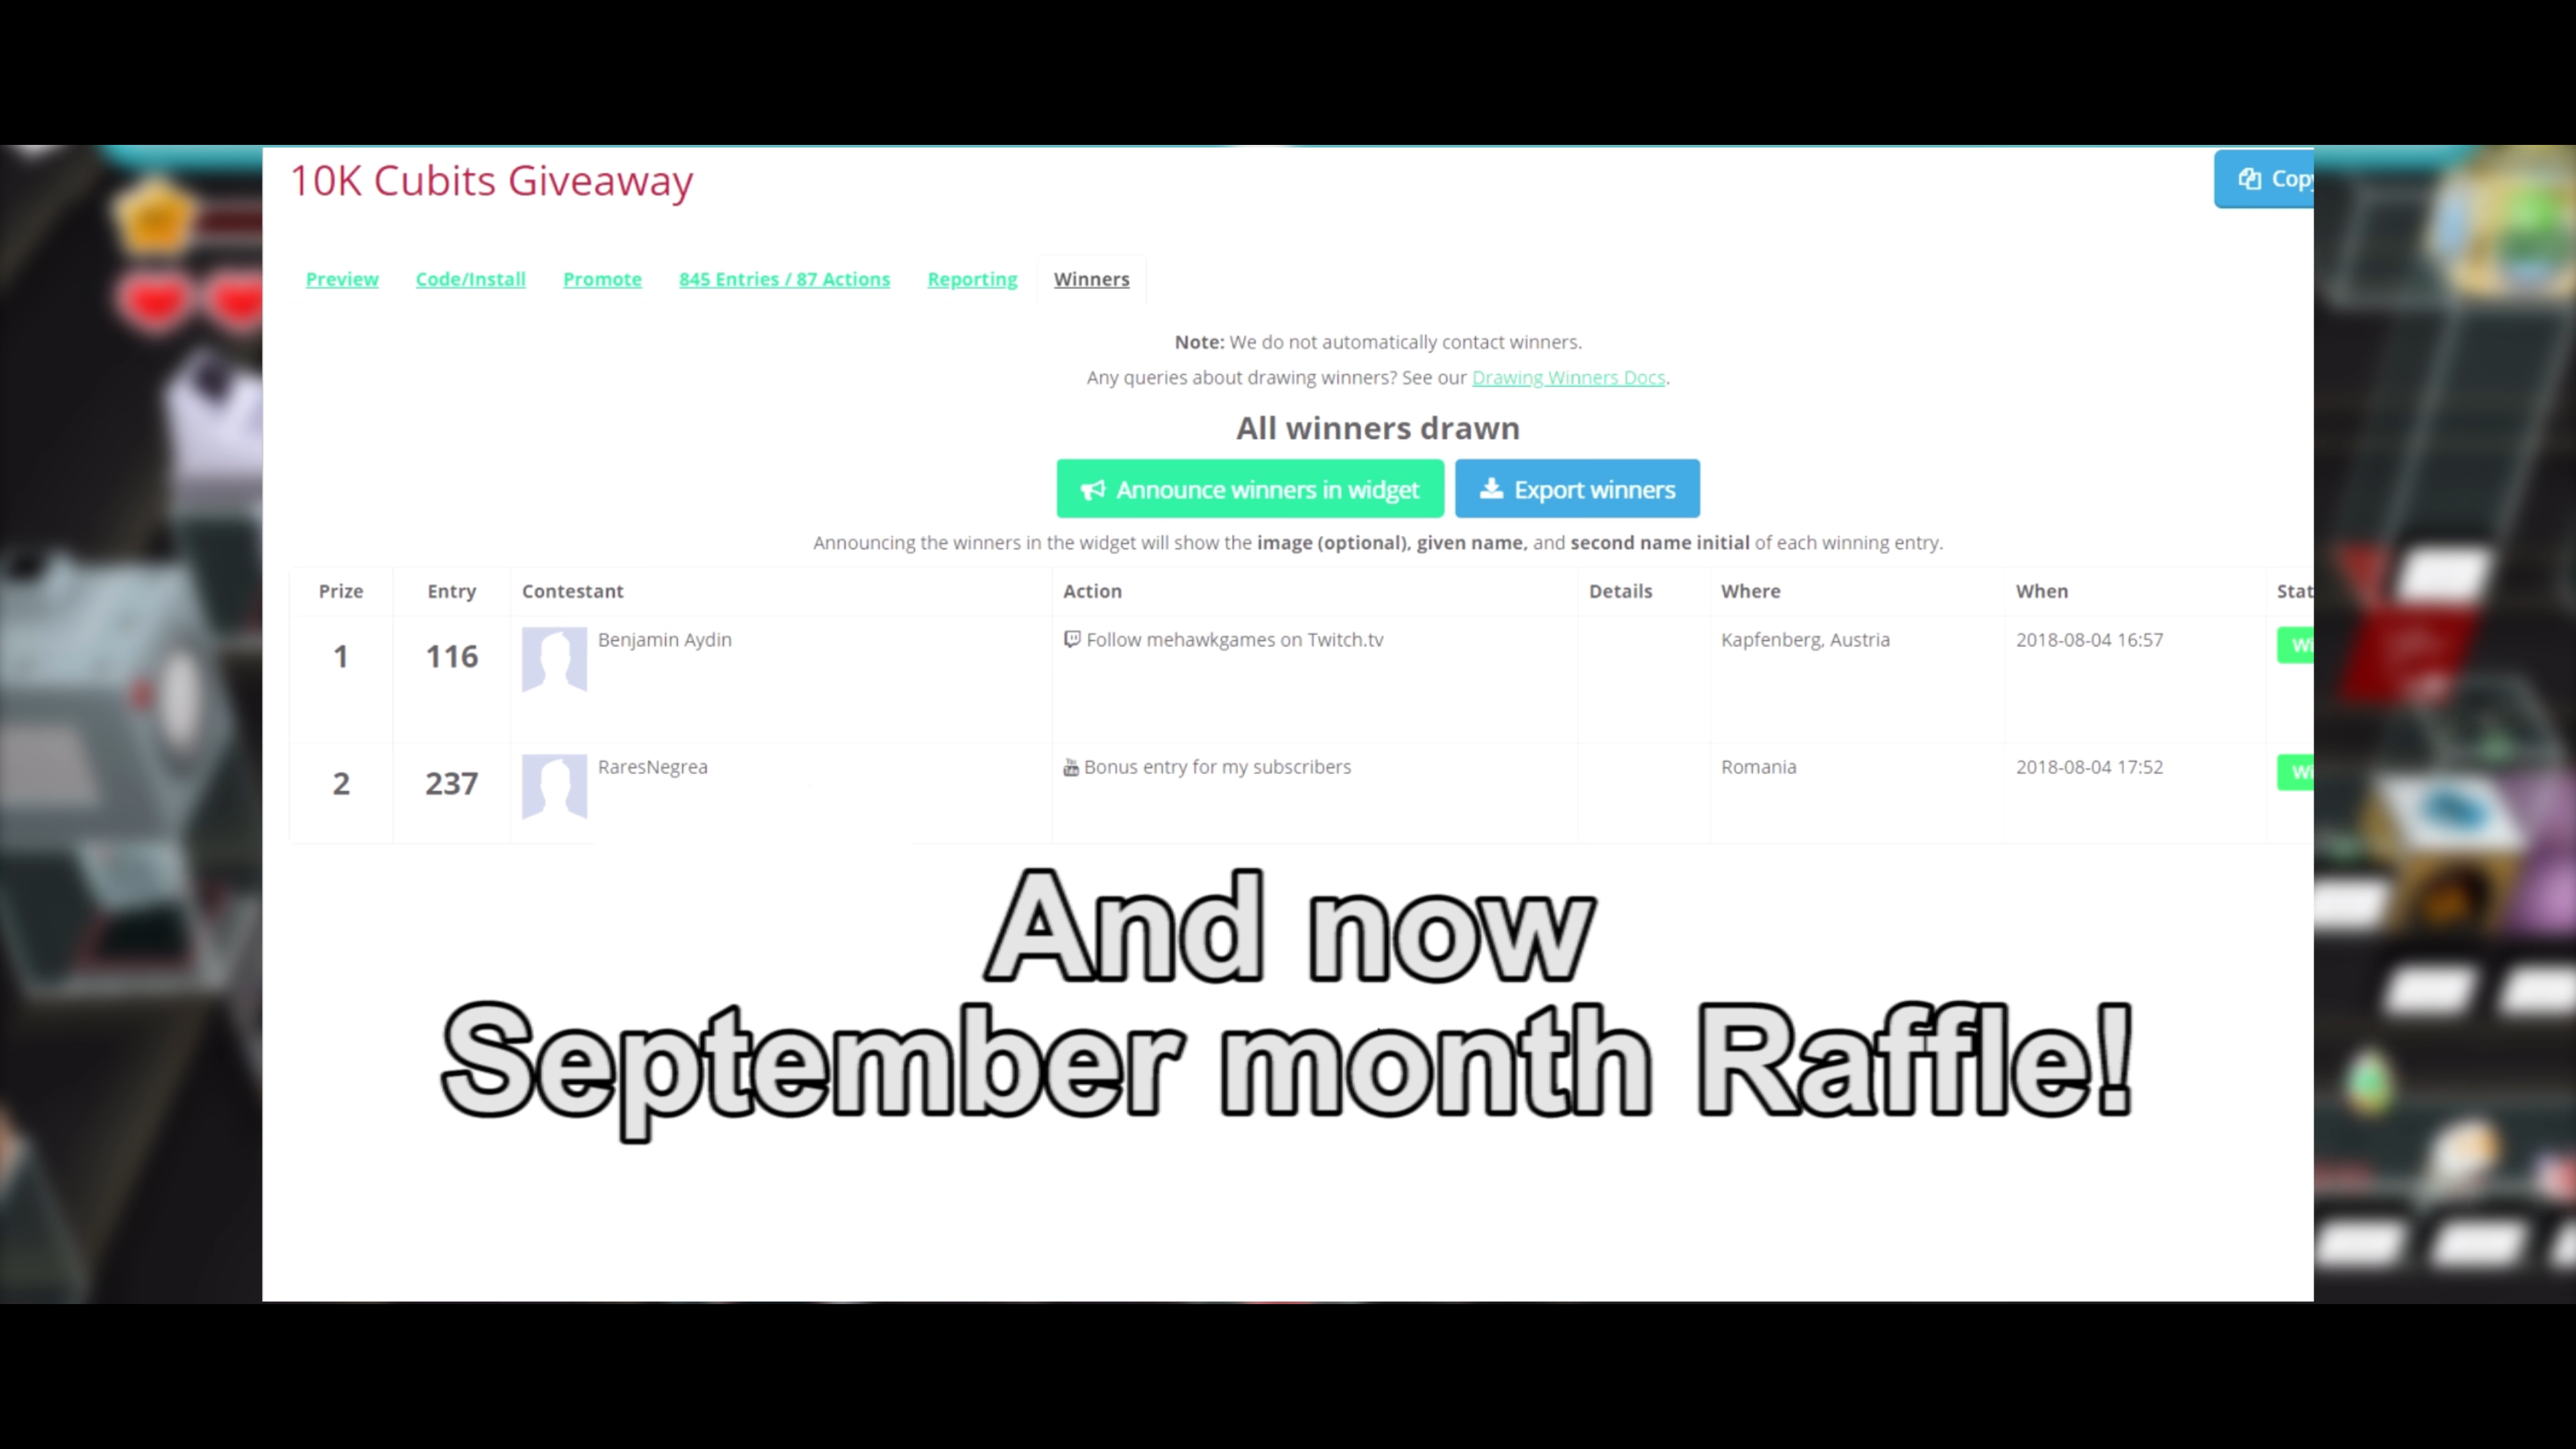 10K Cubits Giveaway
Copy
Preview Code/Install Promote 845 Entries / 87 Actions Reporting Winners
Note: We do not automatically contact winners.
Any queries about drawing winners? See our Drawing Winners Docs.
All winners drawn
Announce winners in widget Export winners
Announcing the winners in the widget will show the image (optional), given name, and second name initial of each winning entry.
Prize Entry Contestant Action Details Where When Stat
1 116 Benjamin Aydin Follow mehawkgames on Twitch.tv Kapfenberg, Austria 2018-08-04 16:57 Wi
2 237 RaresNegrea Bonus entry for my subscribers Romania 2018-08-04 17:52 Wi
And now
September month Raffle!